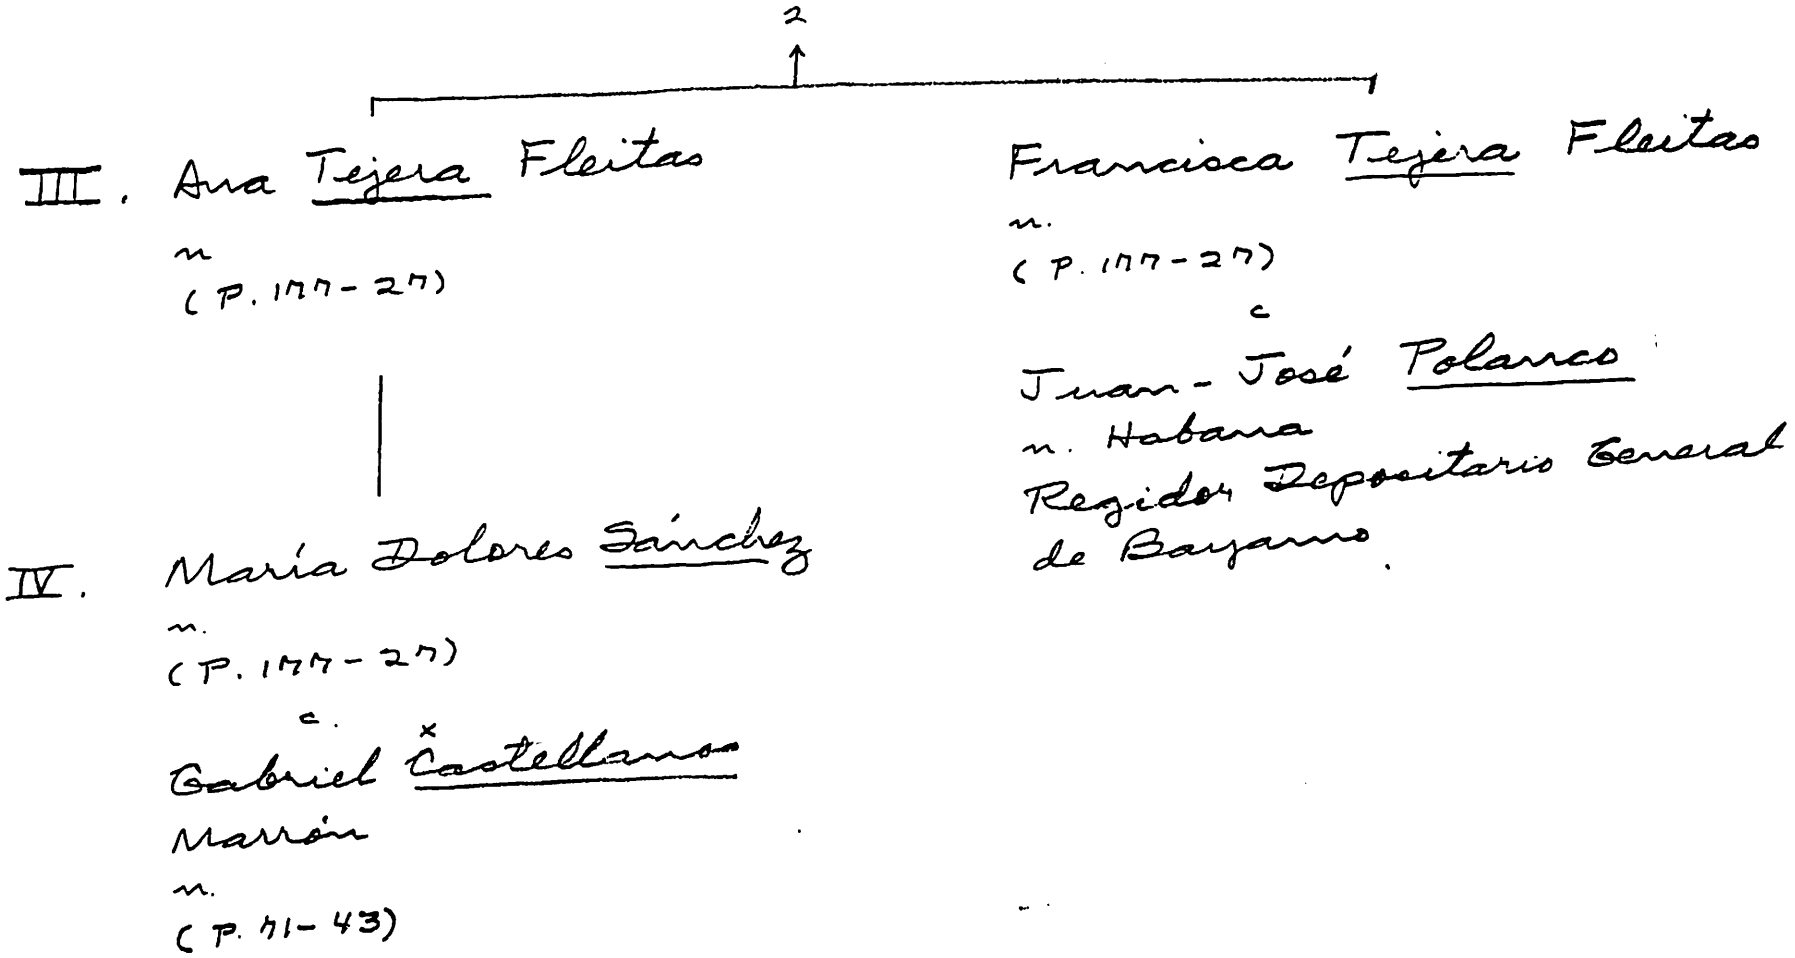 2
III. Ana Tejera Fleitas
n
(P. 177-27)
Francisca Tejera Fleitas
n.
(P. 177-27)
c
Juan-José Polanco
n. Habana
Regidor Depositario General
de Bayamo
IV. María Dolores Sánchez
n.
(P. 177-27)
c.
x
Gabriel Castellanos
Marrón
n.
(P. 71-43)